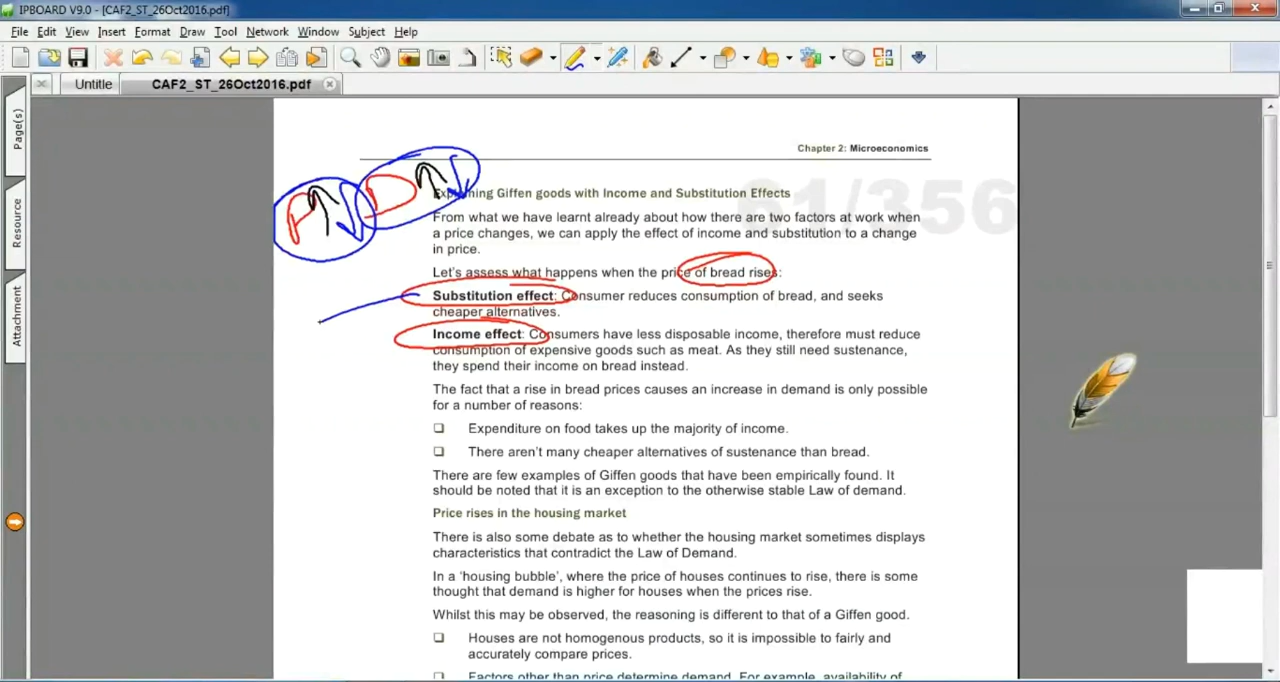 IPBOARD V9.0 - [CAF2_ST_26Oct2016.pdf]
File Edit View Insert Format Draw Tool Network Window Subject Help
Untitle CAF2_ST_26Oct2016.pdf
Page(s)
Resource
Attachment
Chapter 2: Microeconomics
P D
61/356
Explaining Giffen goods with Income and Substitution Effects
From what we have learnt already about how there are two factors at work when
a price changes, we can apply the effect of income and substitution to a change
in price.
Let's assess what happens when the price of bread rises:
Substitution effect: Consumer reduces consumption of bread, and seeks
cheaper alternatives.
Income effect: Consumers have less disposable income, therefore must reduce
consumption of expensive goods such as meat. As they still need sustenance,
they spend their income on bread instead.
The fact that a rise in bread prices causes an increase in demand is only possible
for a number of reasons:
❑ Expenditure on food takes up the majority of income.
❑ There aren't many cheaper alternatives of sustenance than bread.
There are few examples of Giffen goods that have been empirically found. It
should be noted that it is an exception to the otherwise stable Law of demand.
Price rises in the housing market
There is also some debate as to whether the housing market sometimes displays
characteristics that contradict the Law of Demand.
In a 'housing bubble', where the price of houses continues to rise, there is some
thought that demand is higher for houses when the prices rise.
Whilst this may be observed, the reasoning is different to that of a Giffen good.
❑ Houses are not homogenous products, so it is impossible to fairly and
accurately compare prices.
❑ Factors other than price determine demand. For example, availability of